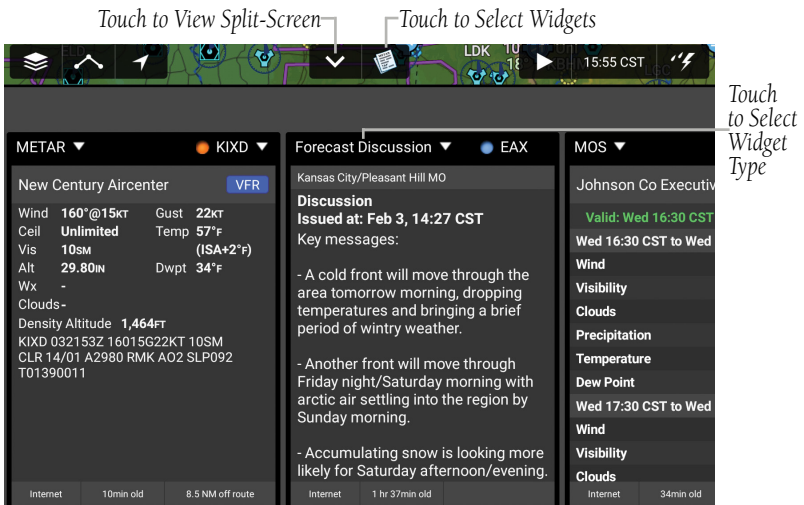 Touch to View Split-Screen
Touch to Select Widgets
LDK
15:55 CST
Touch
to Select
Widget
Type
METAR
KIXD
New Century Aircenter
VFR
Wind 160°@15KT Gust 22KT
Ceil Unlimited Temp 57°F
Vis 10SM (ISA+2°F)
Alt 29.80IN Dwpt 34°F
Wx -
Clouds -
Density Altitude 1,464FT
KIXD 032153Z 16015G22KT 10SM
CLR 14/01 A2980 RMK AO2 SLP092
T01390011
Internet 10min old 8.5 NM off route
Forecast Discussion
EAX
Kansas City/Pleasant Hill MO
Discussion
Issued at: Feb 3, 14:27 CST
Key messages:
- A cold front will move through the
area tomorrow morning, dropping
temperatures and bringing a brief
period of wintry weather.
- Another front will move through
Friday night/Saturday morning with
arctic air settling into the region by
Sunday morning.
- Accumulating snow is looking more
likely for Saturday afternoon/evening.
Internet 1 hr 37min old
MOS
Johnson Co Executiv
Valid: Wed 16:30 CST
Wed 16:30 CST to Wed
Wind
Visibility
Clouds
Precipitation
Temperature
Dew Point
Wed 17:30 CST to Wed
Wind
Visibility
Clouds
Internet 34min old